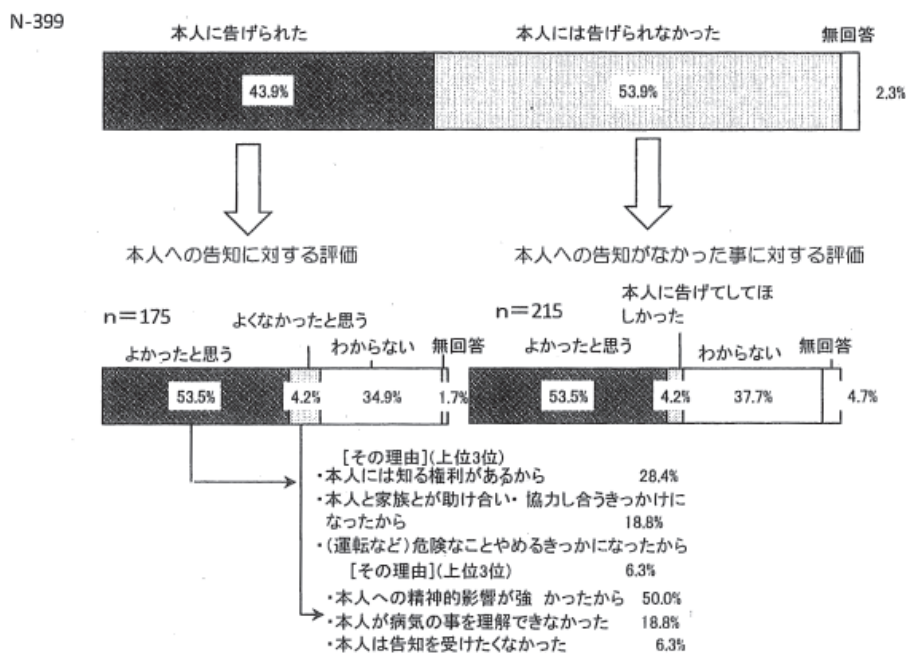 N-399
本人に告げられた 本人には告げられなかった 無回答
43.9% 53.9% 2.3%
本人への告知に対する評価 本人への告知がなかった事に対する評価
n=175
よくなかったと思う
よかったと思う わからない 無回答
53.5% 4.2% 34.9% 1.7%
n=215
本人に告げてしてほ
しかった
よかったと思う わからない 無回答
53.5% 4.2% 37.7% 4.7%
[その理由](上位3位)
・本人には知る権利があるから 28.4%
・本人と家族とが助け合い・ 協力し合うきっかけに
なったから 18.8%
・(運転など)危険なことやめるきっかになったから
[その理由](上位3位) 6.3%
・本人への精神的影響が強 かったから 50.0%
・本人が病気の事を理解できなかった 18.8%
・本人は告知を受けたくなかった 6.3%